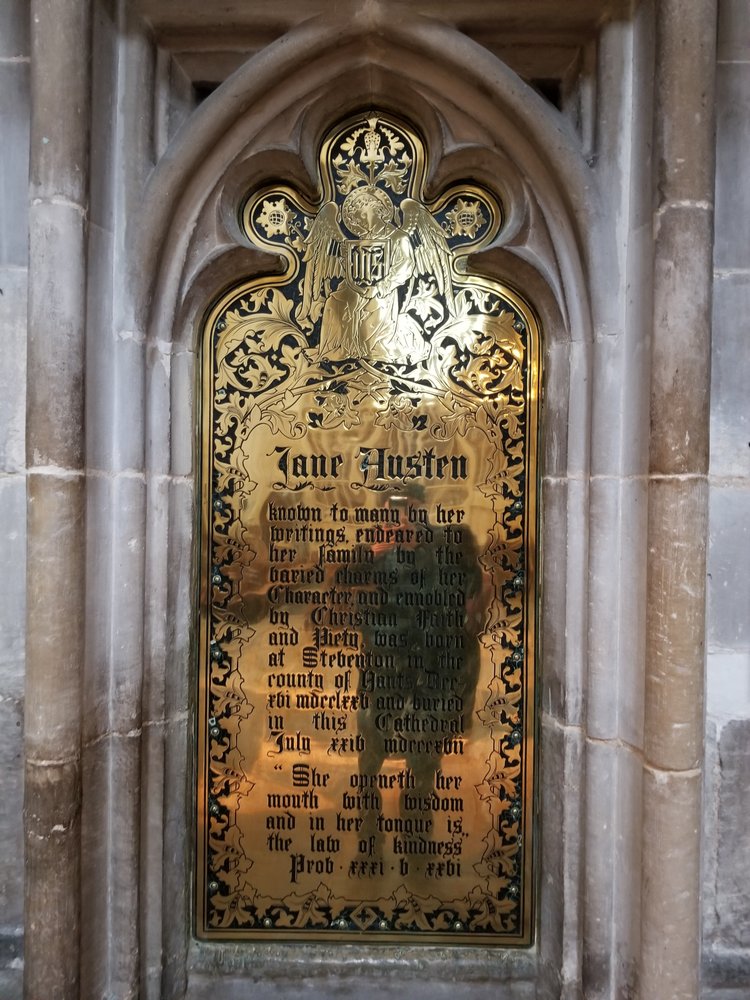 IHS
Jane Austen
known to many by her
writings, endeared to
her family by the
varied charms of her
Character, and ennobled
by Christian Faith
and Piety, was born
at Steventon in the
county of Hants Dec.
xvi mdcclxxv and buried
in this Cathedral
July xxiv mdcccxvii
"She openeth her
mouth with wisdom
and in her tongue is
the law of kindness"
Prov · xxxi · v · xxvi